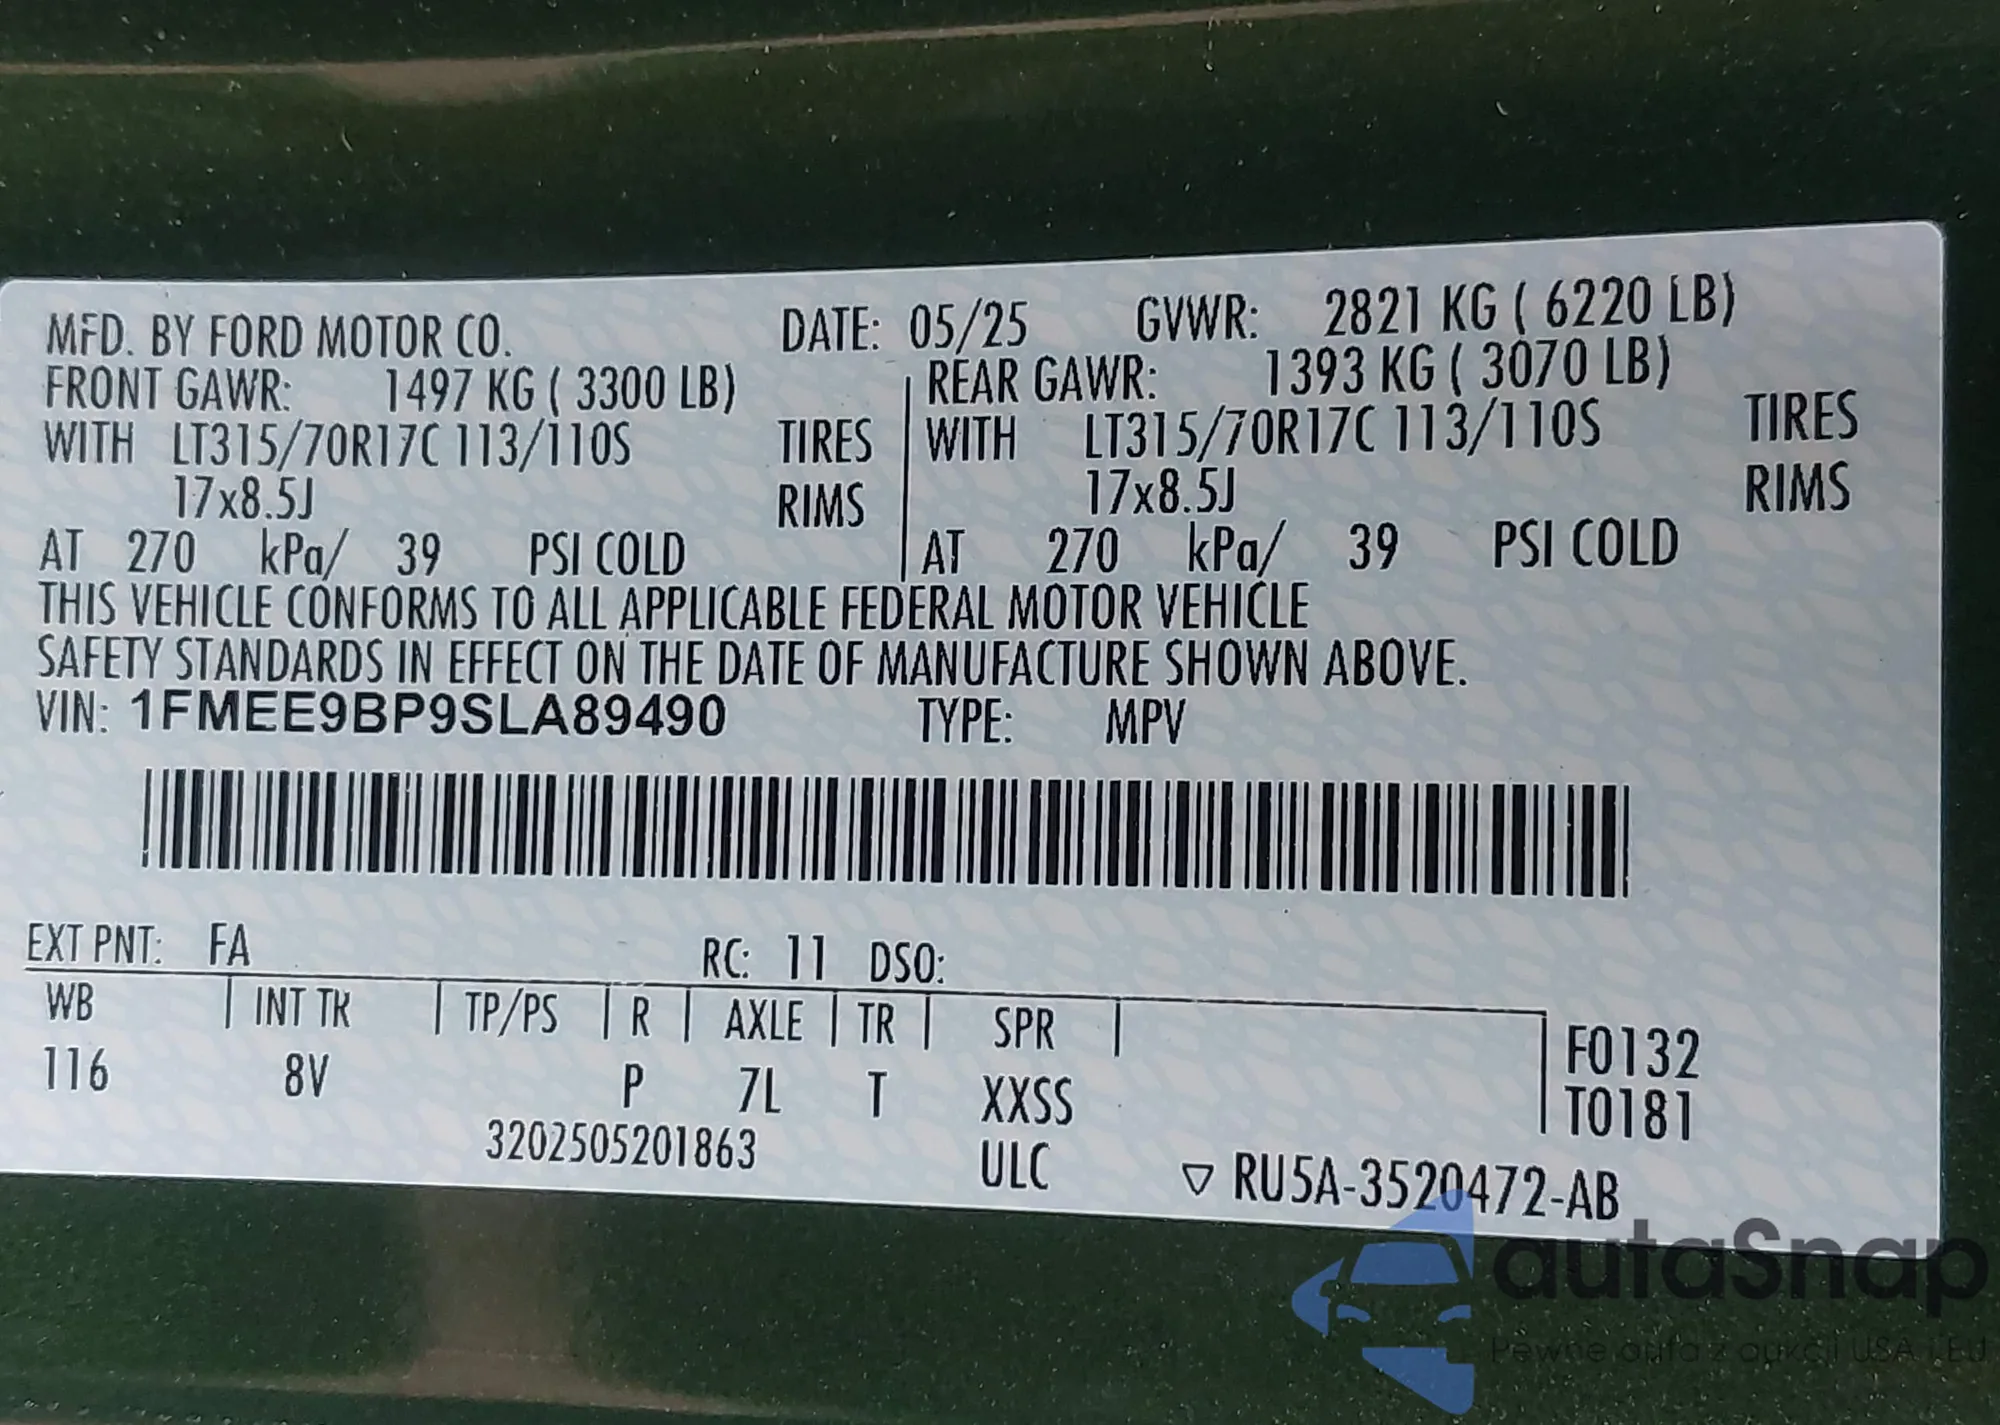 MFD. BY FORD MOTOR CO. DATE: 05/25 GVWR: 2821 KG ( 6220 LB)
FRONT GAWR: 1497 KG ( 3300 LB) REAR GAWR: 1393 KG ( 3070 LB)
WITH LT315/70R17C 113/110S TIRES WITH LT315/70R17C 113/110S TIRES
17x8.5J RIMS 17x8.5J RIMS
AT 270 kPa/ 39 PSI COLD AT 270 kPa/ 39 PSI COLD
THIS VEHICLE CONFORMS TO ALL APPLICABLE FEDERAL MOTOR VEHICLE
SAFETY STANDARDS IN EFFECT ON THE DATE OF MANUFACTURE SHOWN ABOVE.
VIN: 1FMEE9BP9SLA89490 TYPE: MPV
EXT PNT: FA RC: 11 DSO:
WB INT TR TP/PS R AXLE TR SPR F0132
116 8V P 7L T XXSS T0181
3202505201863 ULC ▽ RU5A-3520472-AB
autaSnap
Pewne auta z aukcji USA i EU